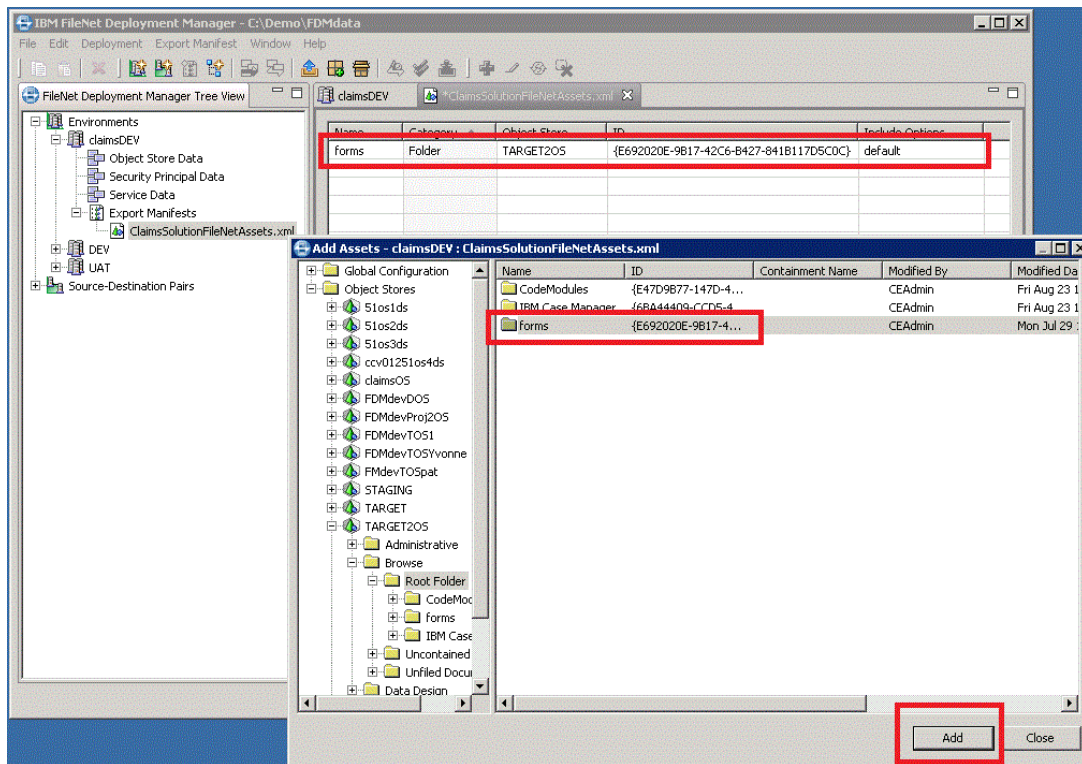 IBM FileNet Deployment Manager - C:\Demo\FDMdata
File Edit Deployment Export Manifest Window Help
FileNet Deployment Manager Tree View
claimsDEV
*ClaimsSolutionFileNetAssets.xml
Environments
claimsDEV
Object Store Data
Security Principal Data
Service Data
Export Manifests
ClaimsSolutionFileNetAssets.xml
DEV
UAT
Source-Destination Pairs
Name Category Object Store ID Include Options
forms Folder TARGET2OS {E692020E-9B17-42C6-B427-841B117D5C0C} default
Add Assets - claimsDEV : ClaimsSolutionFileNetAssets.xml
Global Configuration
Object Stores
51os1ds
51os2ds
51os3ds
ccv01251os4ds
claimsOS
FDMdevDOS
FDMdevProj2OS
FDMdevTOS1
FDMdevTOSYvonne
FMdevTOSpat
STAGING
TARGET
TARGET2OS
Administrative
Browse
Root Folder
CodeMoc
forms
IBM Case
Uncontained
Unfiled Docu
Data Design
Name ID Containment Name Modified By Modified Da
CodeModules {E47D9B77-147D-4... CEAdmin Fri Aug 23 1
IBM Case Manager {6BA44409-CCD5-4 CEAdmin Fri Aug 23 1
forms {E692020E-9B17-4... CEAdmin Mon Jul 29 :
Add Close